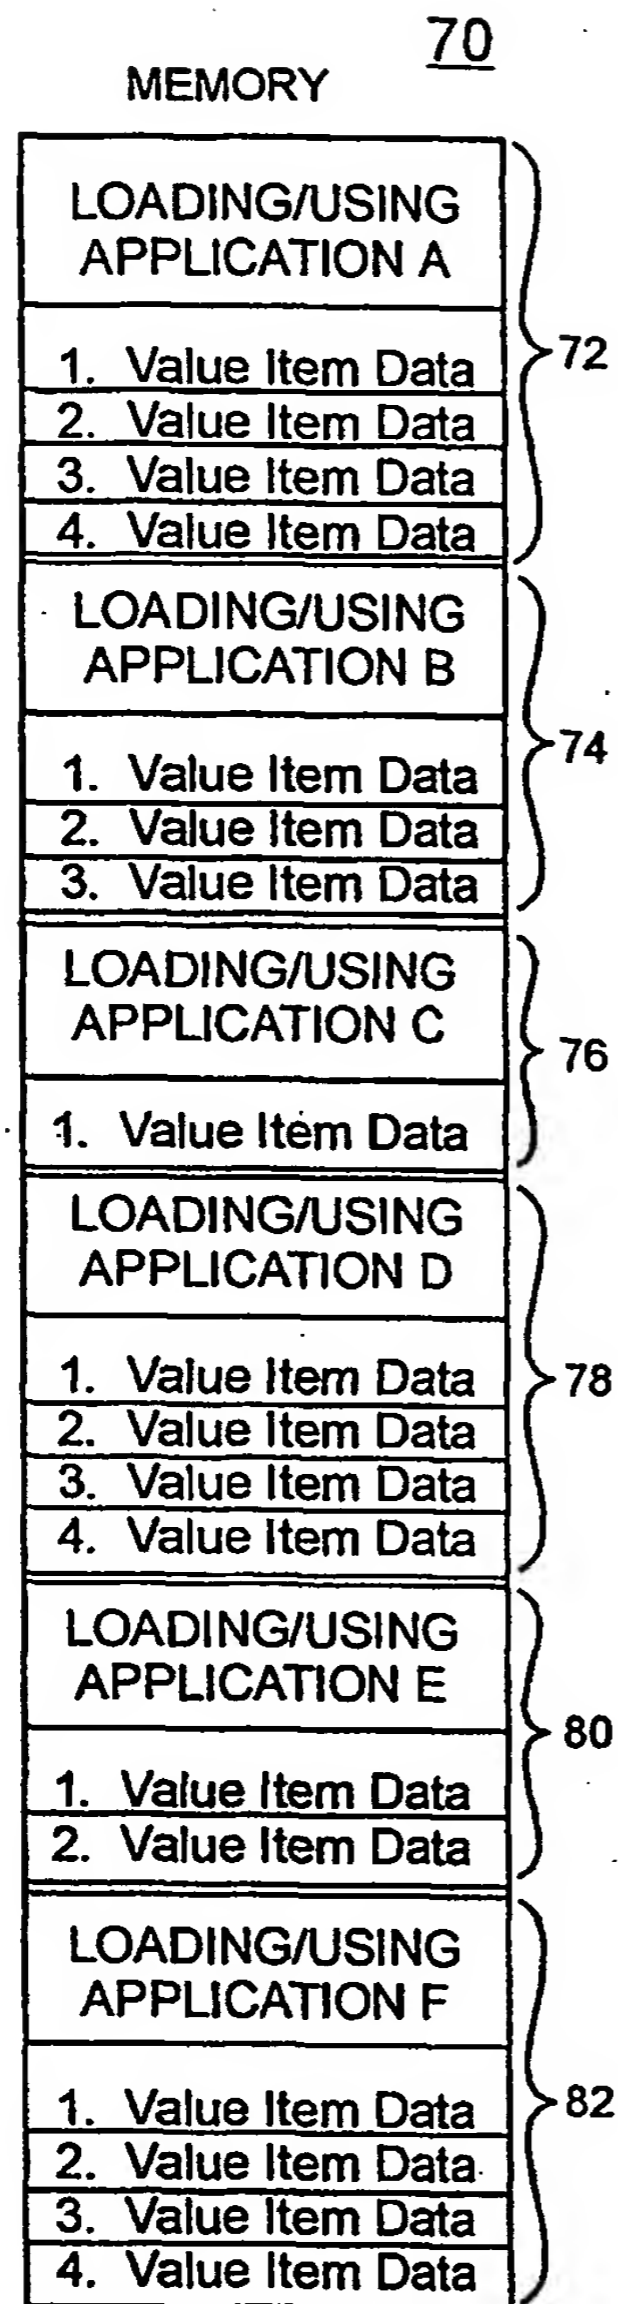 70
MEMORY
LOADING/USING
APPLICATION A
1. Value Item Data
2. Value Item Data
3. Value Item Data
4. Value Item Data
72
LOADING/USING
APPLICATION B
1. Value Item Data
2. Value Item Data
3. Value Item Data
74
LOADING/USING
APPLICATION C
1. Value Item Data
76
LOADING/USING
APPLICATION D
1. Value Item Data
2. Value Item Data
3. Value Item Data
4. Value Item Data
78
LOADING/USING
APPLICATION E
1. Value Item Data
2. Value Item Data
80
LOADING/USING
APPLICATION F
1. Value Item Data
2. Value Item Data
3. Value Item Data
4. Value Item Data
82